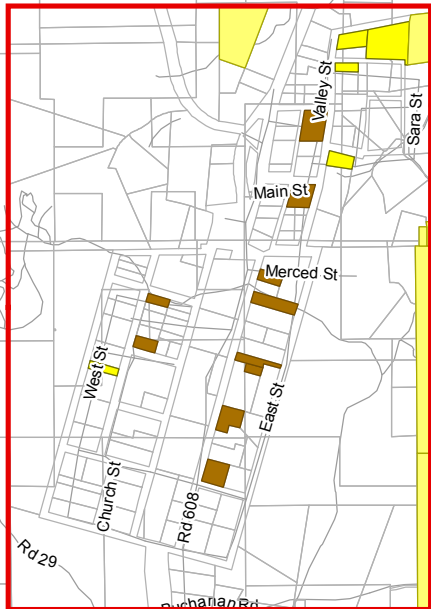 Valley St
Sara St
Main St
Merced St
West St
East St
Church St
Rd 608
Rd 29
Buchanan Rd